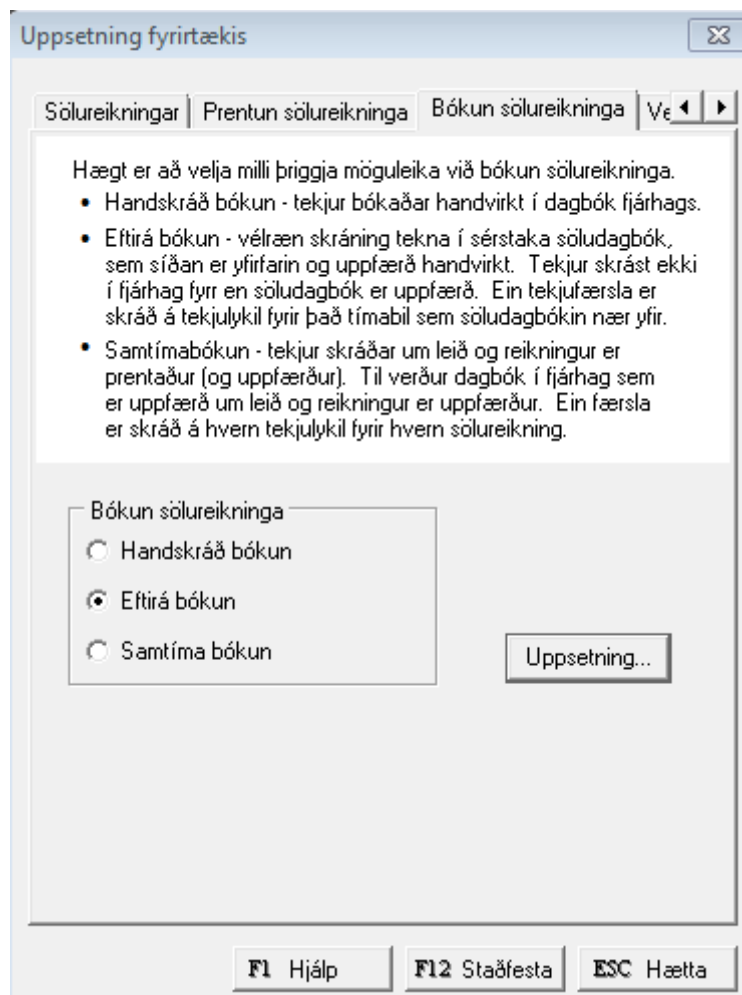 Uppsetning fyrirtækis
Sölureikningar Prentun sölureikninga Bókun sölureikninga Ve
Hægt er að velja milli þriggja möguleika við bókun sölureikninga.
• Handskráð bókun - tekjur bókaðar handvirkt í dagbók fjárhags.
• Eftirá bókun - vélræn skráning tekna í sérstaka söludagbók,
sem síðan er yfirfarin og uppfærð handvirkt. Tekjur skrást ekki
í fjárhag fyrr en söludagbók er uppfærð. Ein tekjufærsla er
skráð á tekjulykil fyrir það tímabil sem söludagbókin nær yfir.
• Samtímabókun - tekjur skráðar um leið og reikningur er
prentaður (og uppfærður). Til verður dagbók í fjárhag sem
er uppfærð um leið og reikningur er uppfærður. Ein færsla
er skráð á hvern tekjulykil fyrir hvern sölureikning.
Bókun sölureikninga
Handskráð bókun
Eftirá bókun
Samtíma bókun
Uppsetning...
F1 Hjálp F12 Staðfesta ESC Hætta